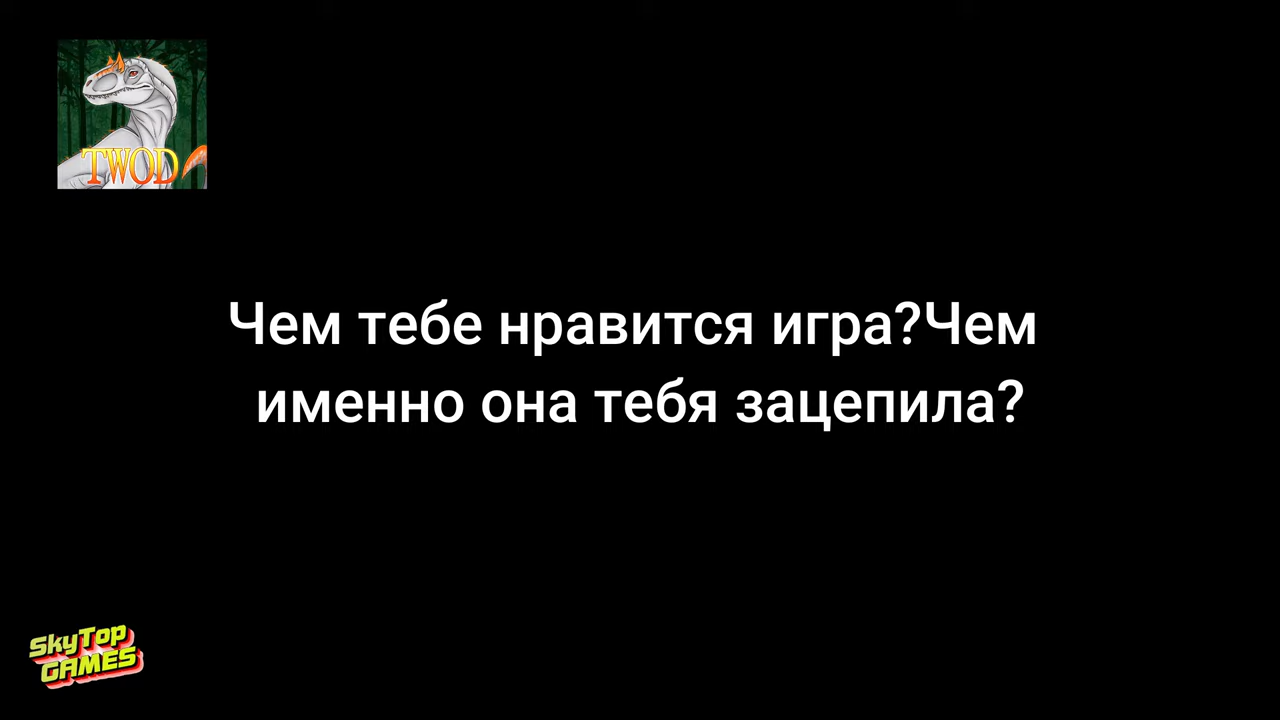 TWOD
Чем тебе нравится игра?Чем
именно она тебя зацепила?
SkyTop
GAMES